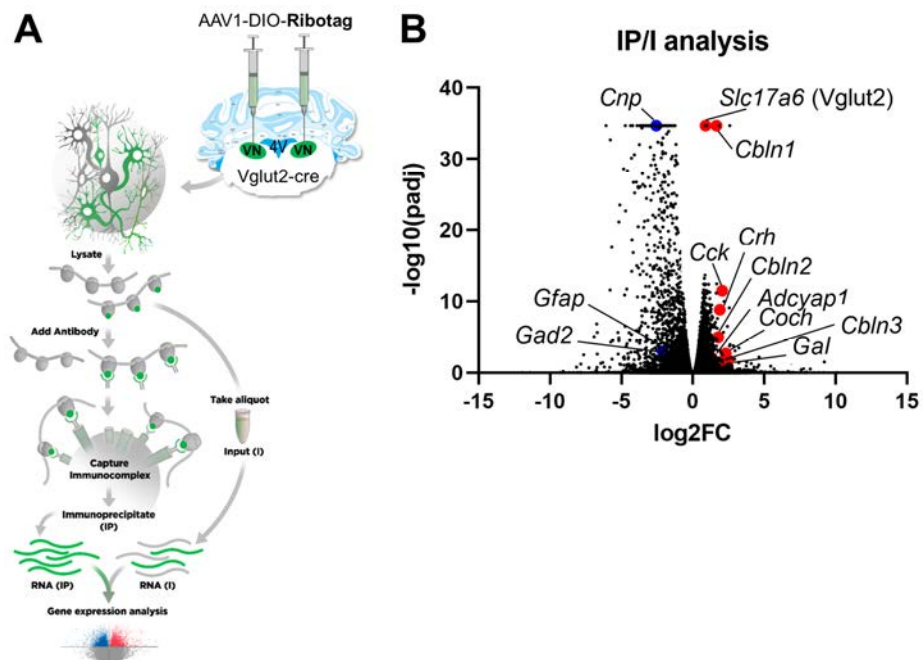 A
AAV1-DIO-Ribotag
VN
4V
VN
Vglut2-cre
Lysate
Add Antibody
Take aliquot
Input (I)
Capture
Immunocomplex
Immunoprecipitate
(IP)
RNA (IP)
RNA (I)
Gene expression analysis
B
IP/I analysis
-log10(padj)
40
30
20
10
0
Cnp
Slc17a6 (Vglut2)
Cbln1
Crh
Cck
Cbln2
Gfap
Adcyap1
Coch
Gad2
Cbln3
Gal
-15
-10
-5
0
5
10
15
log2FC